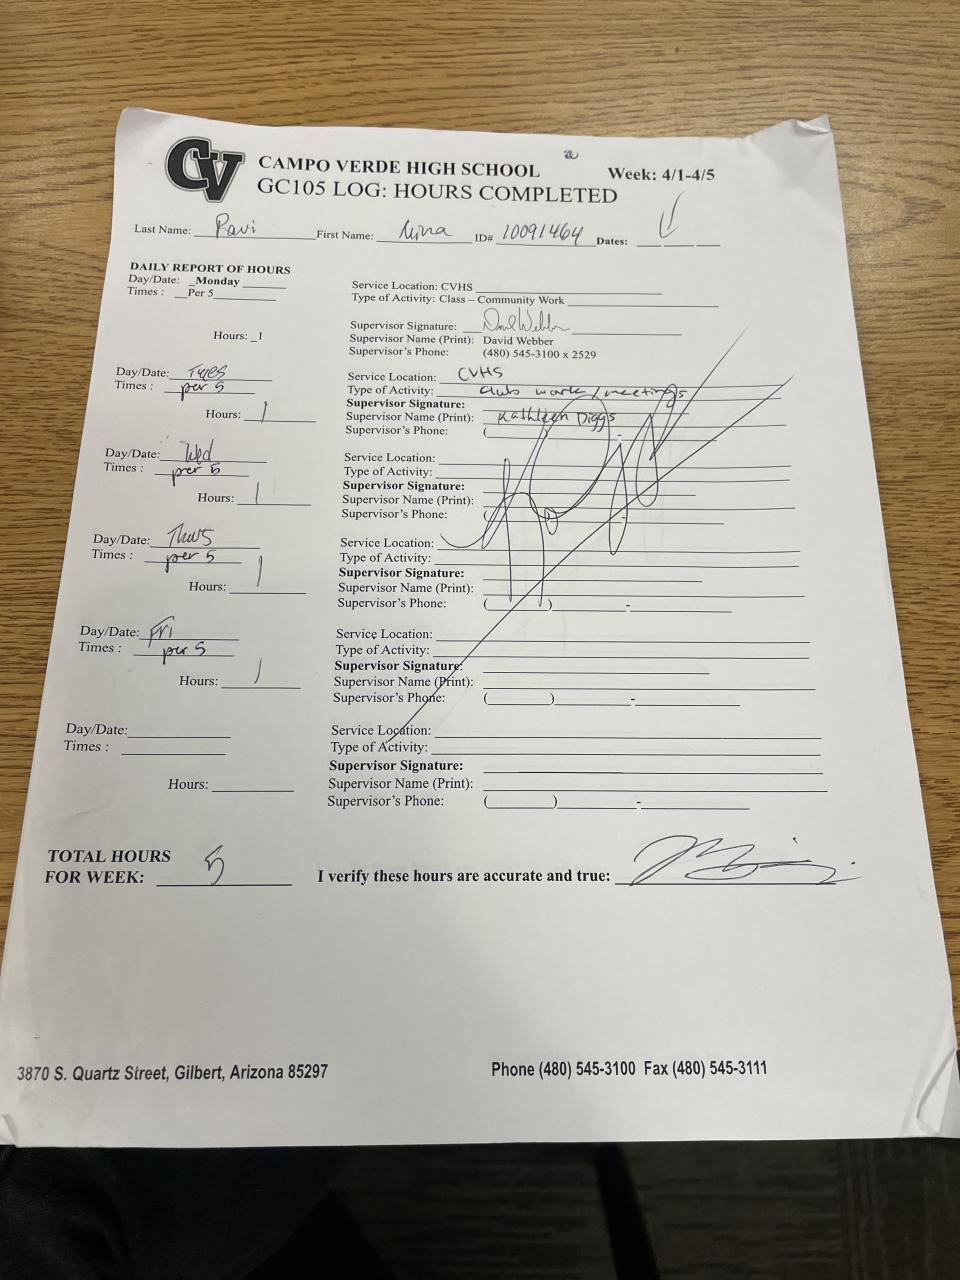 CV
CAMPO VERDE HIGH SCHOOL Week: 4/1-4/5
GC105 LOG: HOURS COMPLETED
Last Name: Ravi First Name: Nina ID# 10091464 Dates:
DAILY REPORT OF HOURS
Day/Date: Monday
Times : Per 5
Service Location: CVHS
Type of Activity: Class – Community Work
Hours: 1
Supervisor Signature: David Webber
Supervisor Name (Print): David Webber
Supervisor's Phone: (480) 545-3100 x 2529
Day/Date: Tues
Times : per 5
Hours: 1
Service Location: CVHS
Type of Activity: club work/meetings
Supervisor Signature:
Supervisor Name (Print): Kathleen Diggs
Supervisor's Phone: ( ) -
Day/Date: Wed
Times : per 5
Hours: 1
Service Location:
Type of Activity:
Supervisor Signature:
Supervisor Name (Print):
Supervisor's Phone: ( ) -
Day/Date: Thurs
Times : per 5
Hours: 1
Service Location:
Type of Activity:
Supervisor Signature:
Supervisor Name (Print):
Supervisor's Phone: ( ) -
Day/Date: Fri
Times : per 5
Hours: 1
Service Location:
Type of Activity:
Supervisor Signature:
Supervisor Name (Print):
Supervisor's Phone: ( ) -
Day/Date:
Times :
Hours:
Service Location:
Type of Activity:
Supervisor Signature:
Supervisor Name (Print):
Supervisor's Phone: ( ) -
TOTAL HOURS
FOR WEEK: 5 I verify these hours are accurate and true:
3870 S. Quartz Street, Gilbert, Arizona 85297 Phone (480) 545-3100 Fax (480) 545-3111